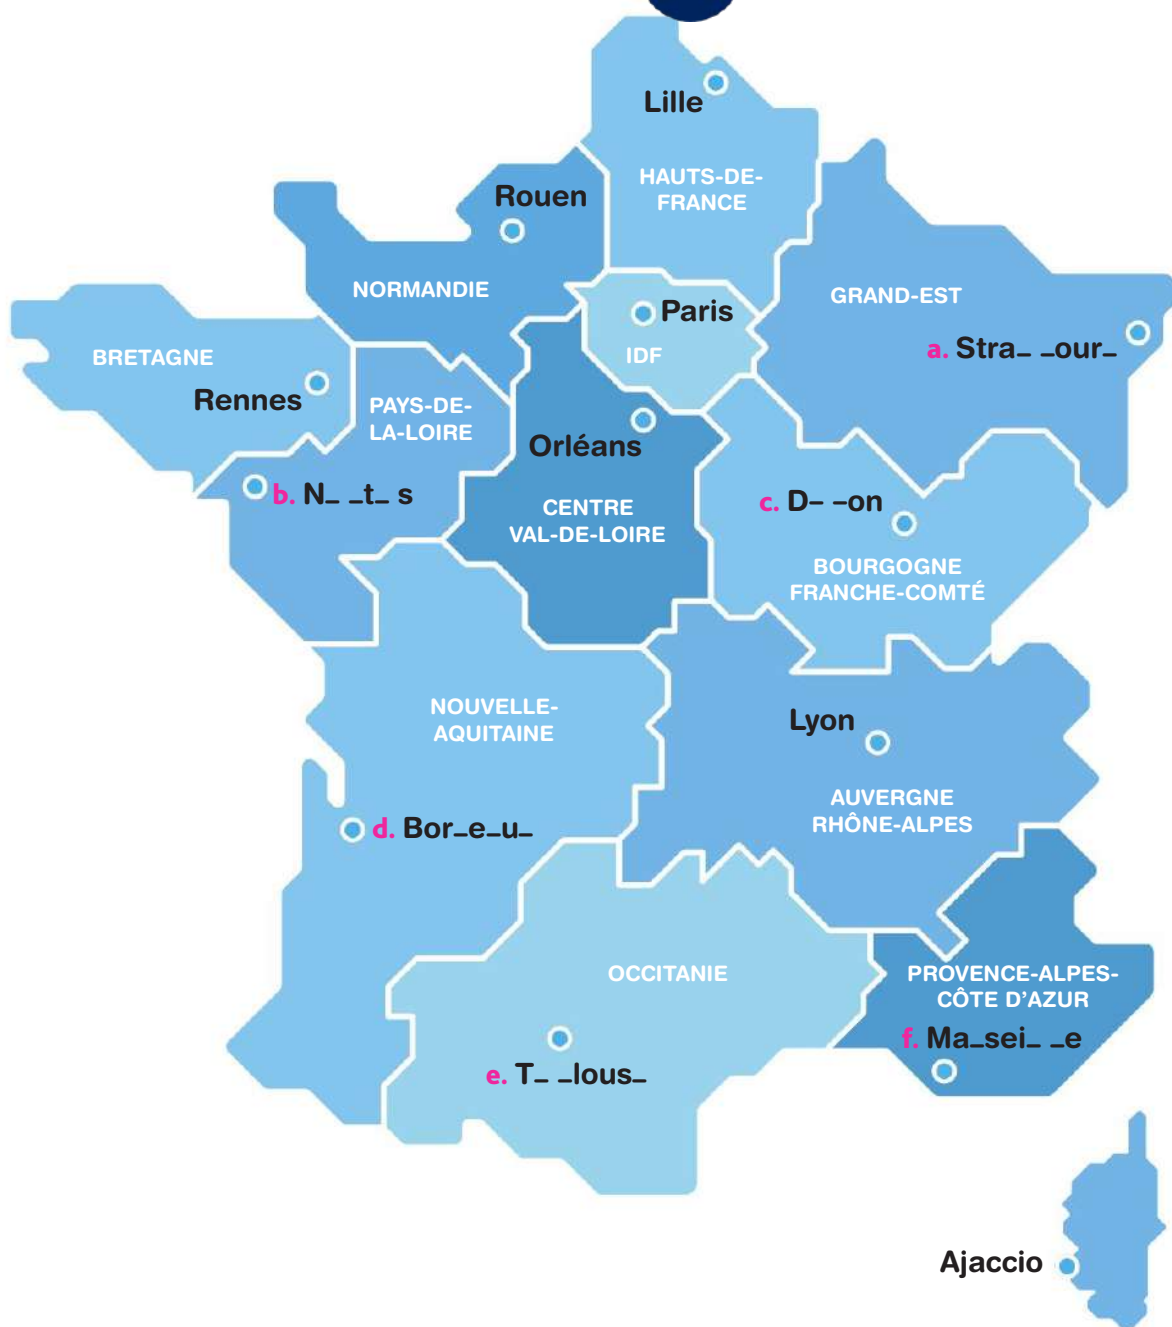 Lille
HAUTS-DE-
FRANCE
Rouen
NORMANDIE
GRAND-EST
Paris
IDF
a. Stra_ _our_
BRETAGNE
Rennes
PAYS-DE-
LA-LOIRE
Orléans
b. N_ _t_ s
c. D_ _on
CENTRE
VAL-DE-LOIRE
BOURGOGNE
FRANCHE-COMTÉ
NOUVELLE-
AQUITAINE
Lyon
AUVERGNE
RHÔNE-ALPES
d. Bor_e_u_
OCCITANIE
PROVENCE-ALPES-
CÔTE D’AZUR
f. Ma_sei_ _e
e. T_ _lous_
Ajaccio